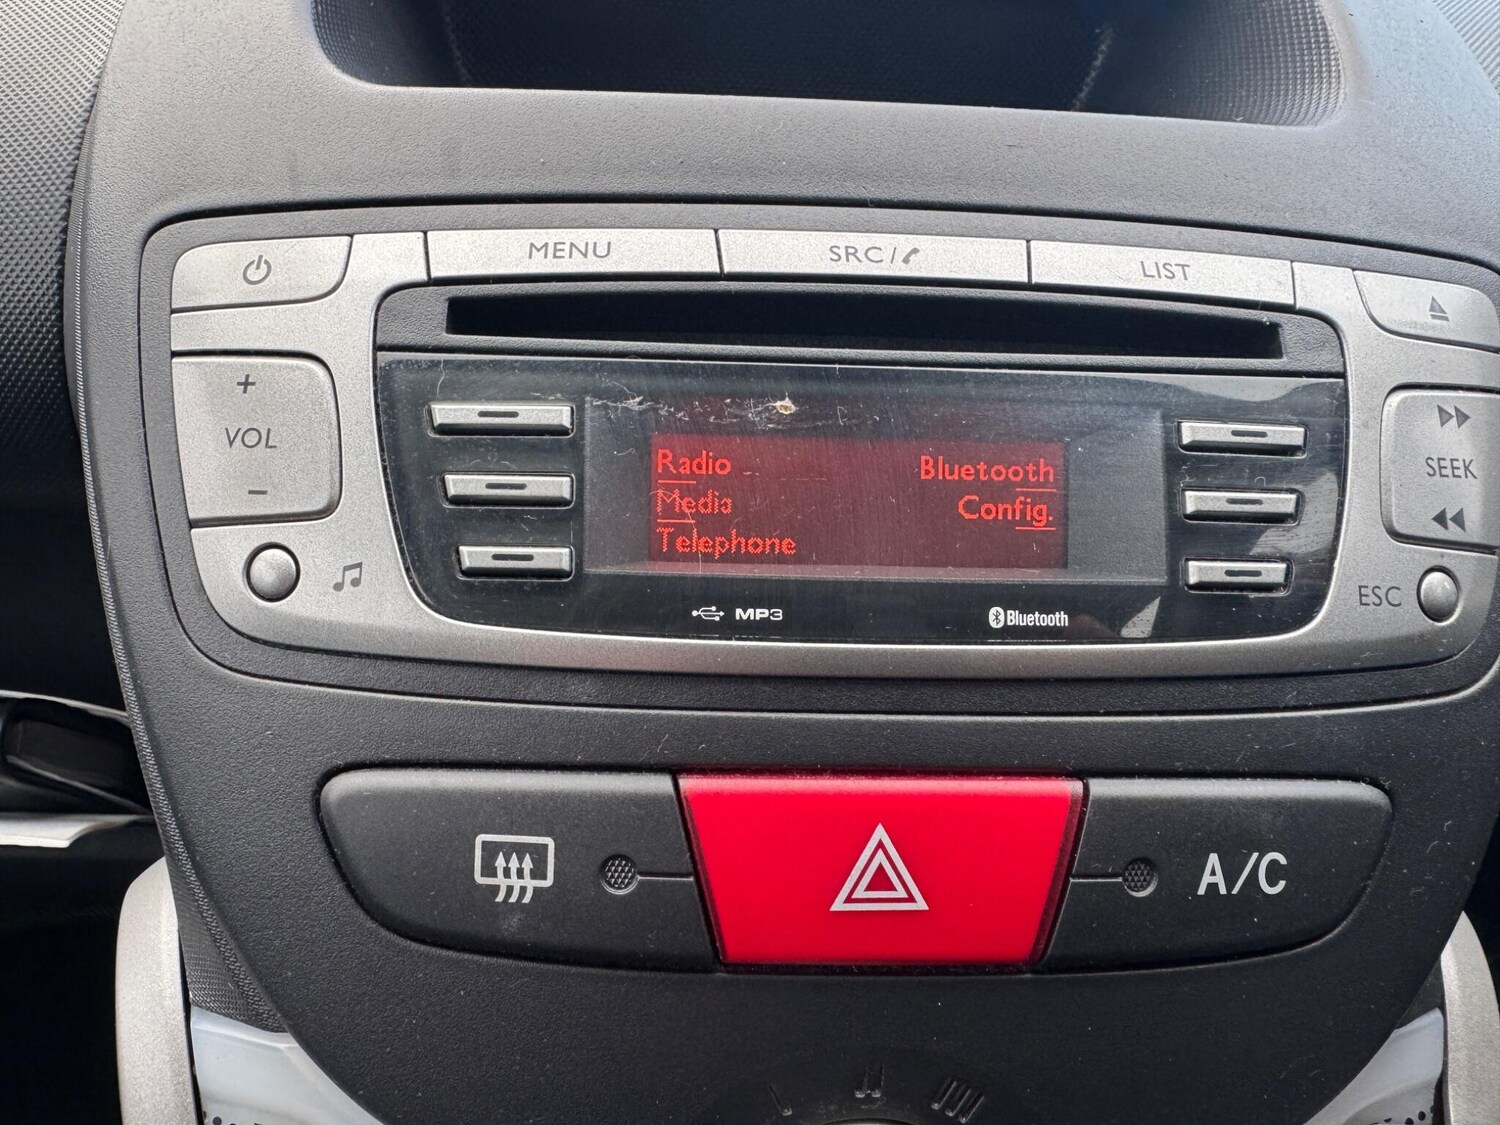 MENU
SRC/
LIST
+
VOL
−
SEEK
ESC
Radio
Bluetooth
Media
Config.
Telephone
MP3
Bluetooth
A/C